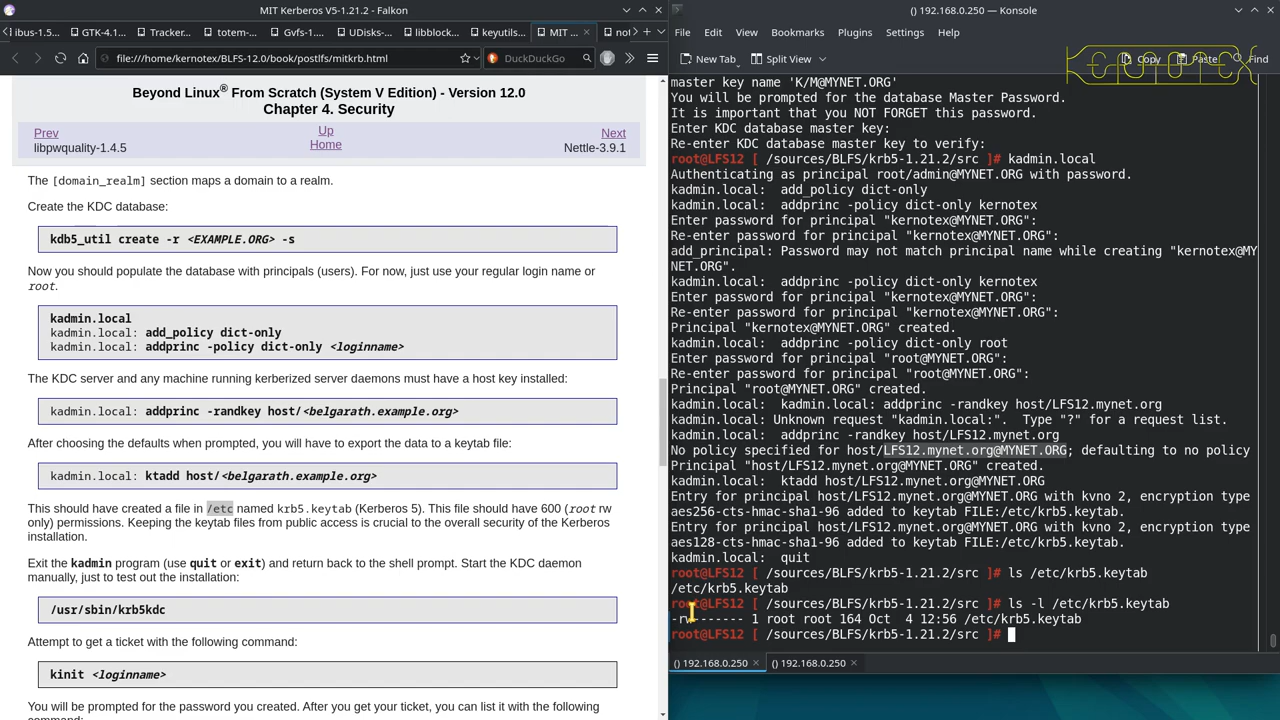 MIT Kerberos V5-1.21.2 - Falkon
ibus-1.5...
GTK-4.1...
Tracker...
totem-...
Gvfs-1....
UDisks-...
libblock...
keyutils...
MIT ...
not
file:///home/kernotex/BLFS-12.0/book/postlfs/mitkrb.html
DuckDuckGo
Beyond Linux® From Scratch (System V Edition) - Version 12.0
Chapter 4. Security
Prev
Up
Next
libpwquality-1.4.5
Home
Nettle-3.9.1
The [domain_realm] section maps a domain to a realm.
Create the KDC database:
kdb5_util create -r <EXAMPLE.ORG> -s
Now you should populate the database with principals (users). For now, just use your regular login name or
root.
kadmin.local
kadmin.local: add_policy dict-only
kadmin.local: addprinc -policy dict-only <loginname>
The KDC server and any machine running kerberized server daemons must have a host key installed:
kadmin.local: addprinc -randkey host/<belgarath.example.org>
After choosing the defaults when prompted, you will have to export the data to a keytab file:
kadmin.local: ktadd host/<belgarath.example.org>
This should have created a file in /etc named krb5.keytab (Kerberos 5). This file should have 600 (root rw
only) permissions. Keeping the keytab files from public access is crucial to the overall security of the Kerberos
installation.
Exit the kadmin program (use quit or exit) and return back to the shell prompt. Start the KDC daemon
manually, just to test out the installation:
/usr/sbin/krb5kdc
Attempt to get a ticket with the following command:
kinit <loginname>
You will be prompted for the password you created. After you get your ticket, you can list it with the following
command:
() 192.168.0.250 — Konsole
File Edit View Bookmarks Plugins Settings Help
New Tab Split View Copy Paste Find
kernotex
master key name 'K/M@MYNET.ORG'
You will be prompted for the database Master Password.
It is important that you NOT FORGET this password.
Enter KDC database master key:
Re-enter KDC database master key to verify:
root@LFS12 [ /sources/BLFS/krb5-1.21.2/src ]# kadmin.local
Authenticating as principal root/admin@MYNET.ORG with password.
kadmin.local:  add_policy dict-only
kadmin.local:  addprinc -policy dict-only kernotex
Enter password for principal "kernotex@MYNET.ORG":
Re-enter password for principal "kernotex@MYNET.ORG":
add_principal: Password may not match principal name while creating "kernotex@MY
NET.ORG".
kadmin.local:  addprinc -policy dict-only kernotex
Enter password for principal "kernotex@MYNET.ORG":
Re-enter password for principal "kernotex@MYNET.ORG":
Principal "kernotex@MYNET.ORG" created.
kadmin.local:  addprinc -policy dict-only root
Enter password for principal "root@MYNET.ORG":
Re-enter password for principal "root@MYNET.ORG":
Principal "root@MYNET.ORG" created.
kadmin.local:  kadmin.local: addprinc -randkey host/LFS12.mynet.org
kadmin.local: Unknown request "kadmin.local:".  Type "?" for a request list.
kadmin.local:  addprinc -randkey host/LFS12.mynet.org
No policy specified for host/LFS12.mynet.org@MYNET.ORG; defaulting to no policy
Principal "host/LFS12.mynet.org@MYNET.ORG" created.
kadmin.local:  ktadd host/LFS12.mynet.org@MYNET.ORG
Entry for principal host/LFS12.mynet.org@MYNET.ORG with kvno 2, encryption type
aes256-cts-hmac-sha1-96 added to keytab FILE:/etc/krb5.keytab.
Entry for principal host/LFS12.mynet.org@MYNET.ORG with kvno 2, encryption type
aes128-cts-hmac-sha1-96 added to keytab FILE:/etc/krb5.keytab.
kadmin.local:  quit
root@LFS12 [ /sources/BLFS/krb5-1.21.2/src ]# ls /etc/krb5.keytab
/etc/krb5.keytab
root@LFS12 [ /sources/BLFS/krb5-1.21.2/src ]# ls -l /etc/krb5.keytab
-rw------- 1 root root 164 Oct  4 12:56 /etc/krb5.keytab
root@LFS12 [ /sources/BLFS/krb5-1.21.2/src ]#
() 192.168.0.250
() 192.168.0.250